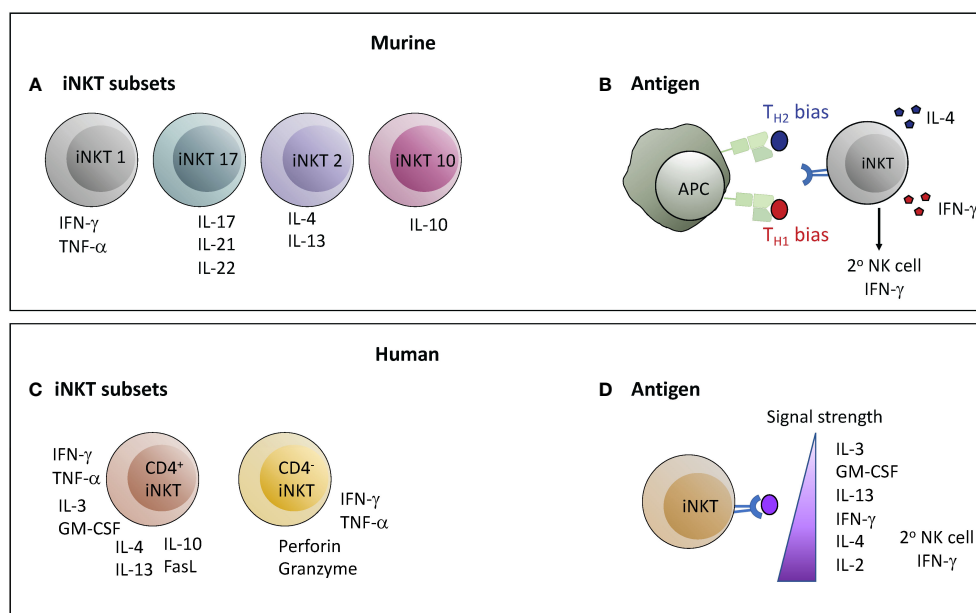 Murine
A iNKT subsets
iNKT 1
iNKT 17
iNKT 2
iNKT 10
IFN-γ
TNF-α
IL-17
IL-21
IL-22
IL-4
IL-13
IL-10
B Antigen
TH2 bias
APC
TH1 bias
iNKT
IL-4
IFN-γ
2º NK cell
IFN-γ
Human
C iNKT subsets
CD4⁺
iNKT
IFN-γ
TNF-α
IL-3
GM-CSF
IL-4
IL-13
IL-10
FasL
CD4⁻
iNKT
IFN-γ
TNF-α
Perforin
Granzyme
D Antigen
Signal strength
iNKT
IL-3
GM-CSF
IL-13
IFN-γ
IL-4
IL-2
2º NK cell
IFN-γ